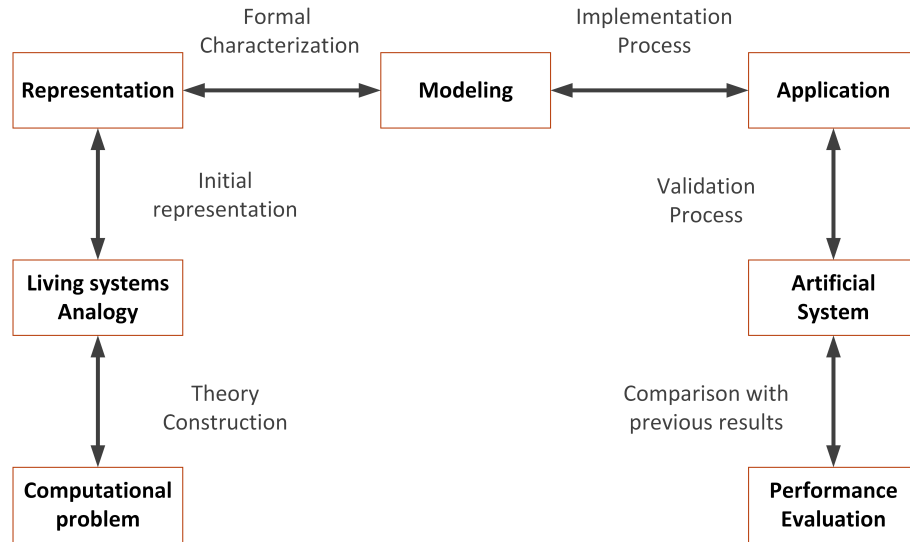 Formal
Characterization
Implementation
Process
Representation
Modeling
Application
Initial
representation
Validation
Process
Living systems
Analogy
Artificial
System
Theory
Construction
Comparison with
previous results
Computational
problem
Performance
Evaluation